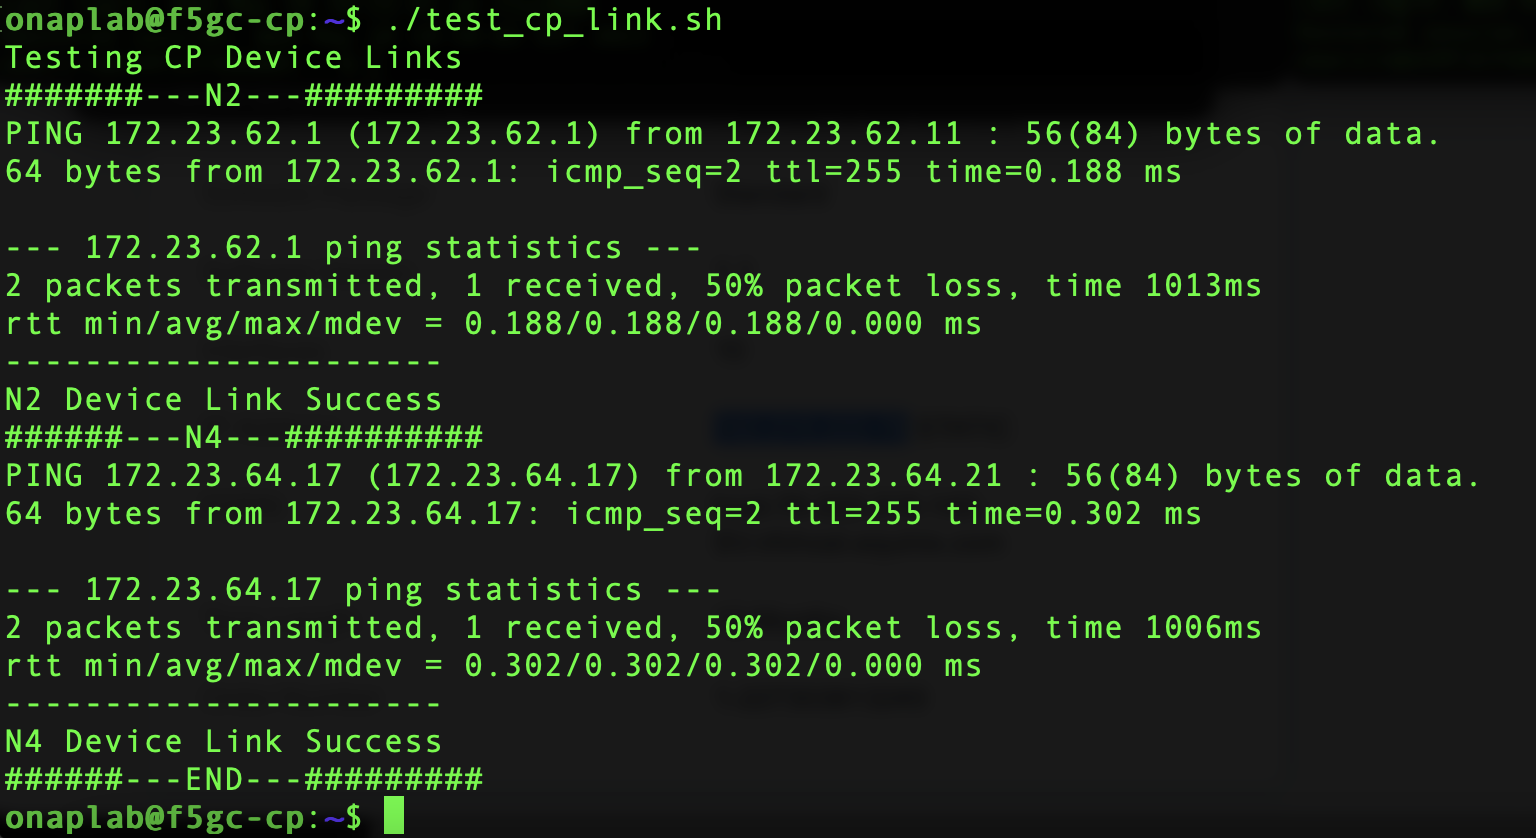 onaplab@f5gc-cp:~$ ./test_cp_link.sh
Testing CP Device Links
#######---N2---#########
PING 172.23.62.1 (172.23.62.1) from 172.23.62.11 : 56(84) bytes of data.
64 bytes from 172.23.62.1: icmp_seq=2 ttl=255 time=0.188 ms

--- 172.23.62.1 ping statistics ---
2 packets transmitted, 1 received, 50% packet loss, time 1013ms
rtt min/avg/max/mdev = 0.188/0.188/0.188/0.000 ms
----------------------
N2 Device Link Success
######---N4---##########
PING 172.23.64.17 (172.23.64.17) from 172.23.64.21 : 56(84) bytes of data.
64 bytes from 172.23.64.17: icmp_seq=2 ttl=255 time=0.302 ms

--- 172.23.64.17 ping statistics ---
2 packets transmitted, 1 received, 50% packet loss, time 1006ms
rtt min/avg/max/mdev = 0.302/0.302/0.302/0.000 ms
----------------------
N4 Device Link Success
######---END---#########
onaplab@f5gc-cp:~$